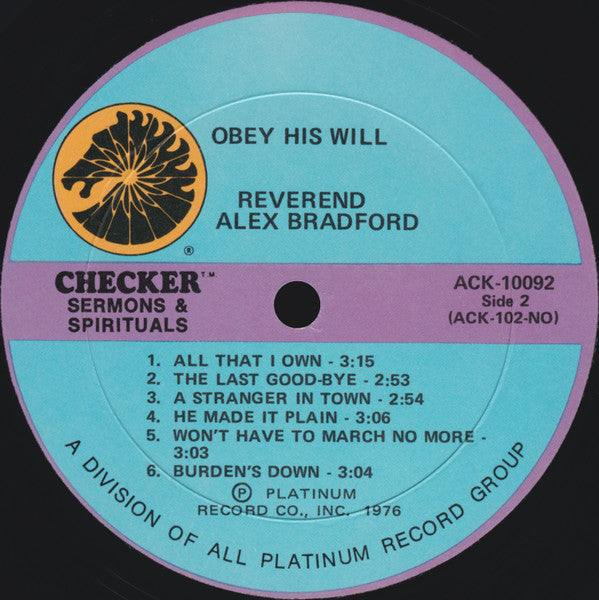 OBEY HIS WILL
REVEREND
ALEX BRADFORD
®
CHECKER T.M.
SERMONS &
SPIRITUALS
ACK-10092
Side 2
(ACK-102-NO)
1. ALL THAT I OWN - 3:15
2. THE LAST GOOD-BYE - 2:53
3. A STRANGER IN TOWN - 2:54
4. HE MADE IT PLAIN - 3:06
5. WON'T HAVE TO MARCH NO MORE -
3:03
6. BURDEN'S DOWN - 3:04
Ⓟ PLATINUM
RECORD CO., INC. 1976
A DIVISION OF ALL PLATINUM RECORD GROUP